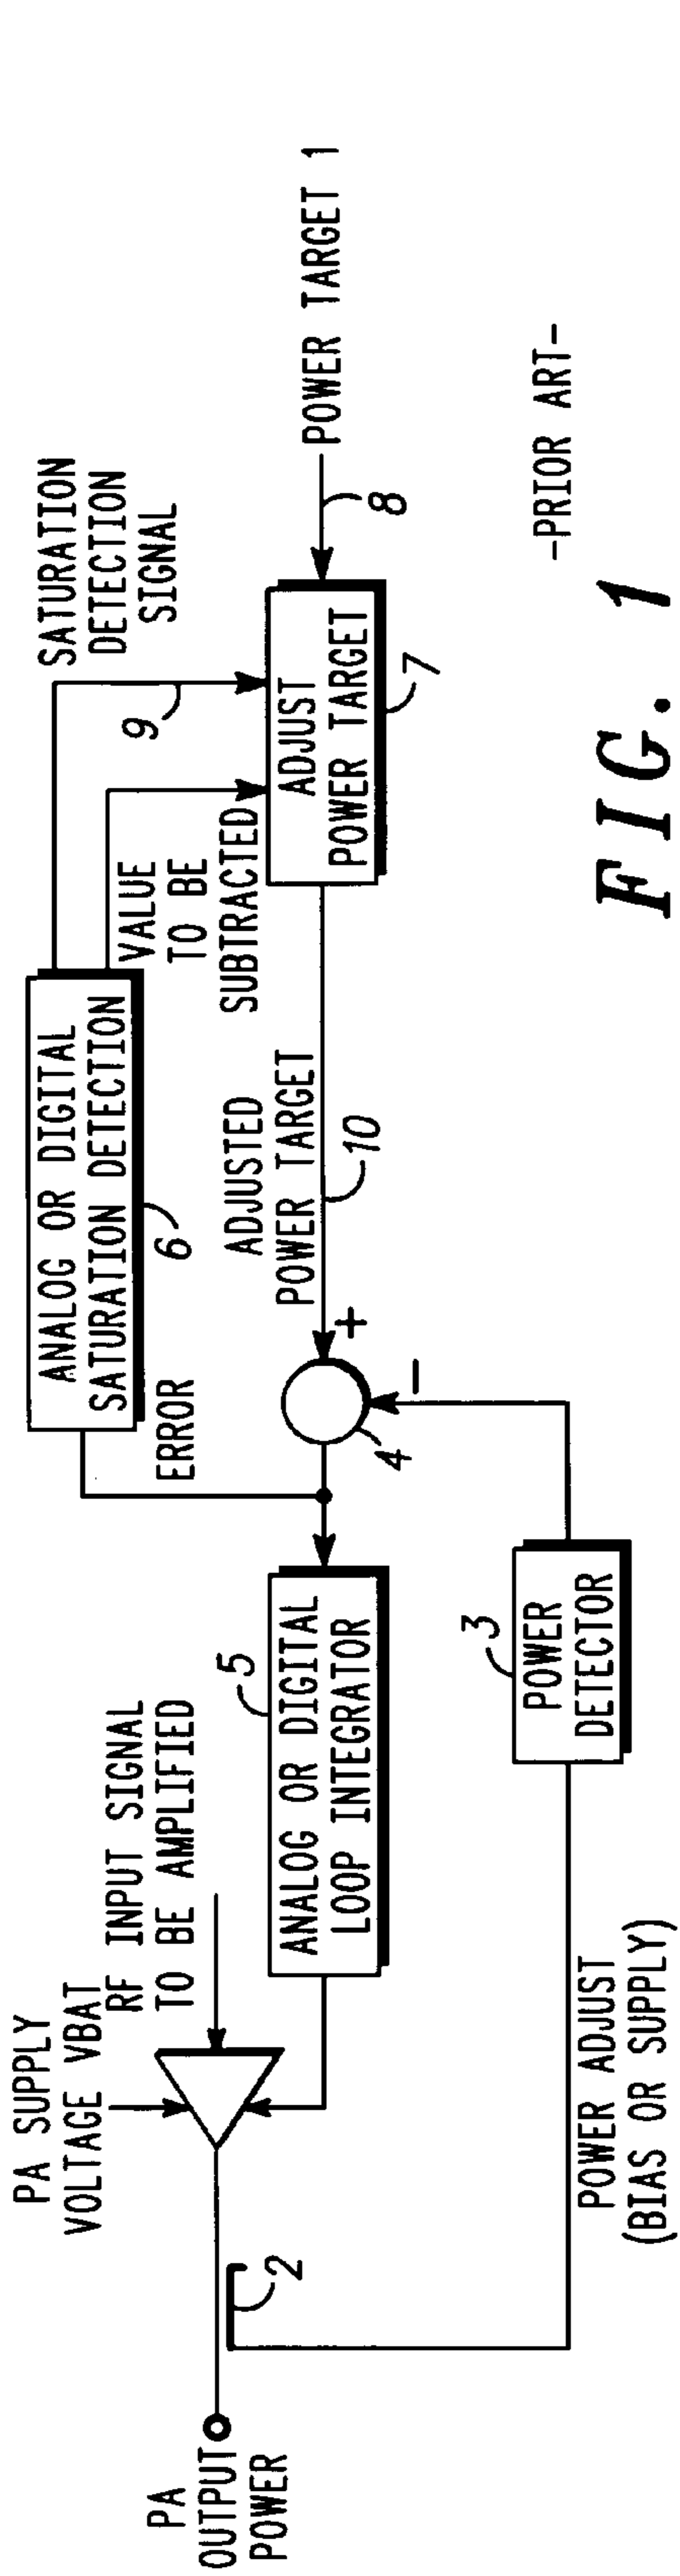 PA SUPPLY
VOLTAGE VBAT
RF INPUT SIGNAL
TO BE AMPLIFIED
PA
OUTPUT
POWER
2
5
ANALOG OR DIGITAL
LOOP INTEGRATOR
POWER ADJUST
(BIAS OR SUPPLY)
3
POWER
DETECTOR
ERROR
ANALOG OR DIGITAL
SATURATION DETECTION
6
4
+
−
ADJUSTED
POWER TARGET
10
VALUE
TO BE
SUBTRACTED
SATURATION
DETECTION
SIGNAL
9
ADJUST
POWER TARGET
7
8
POWER TARGET 1
-PRIOR ART-
FIG. 1